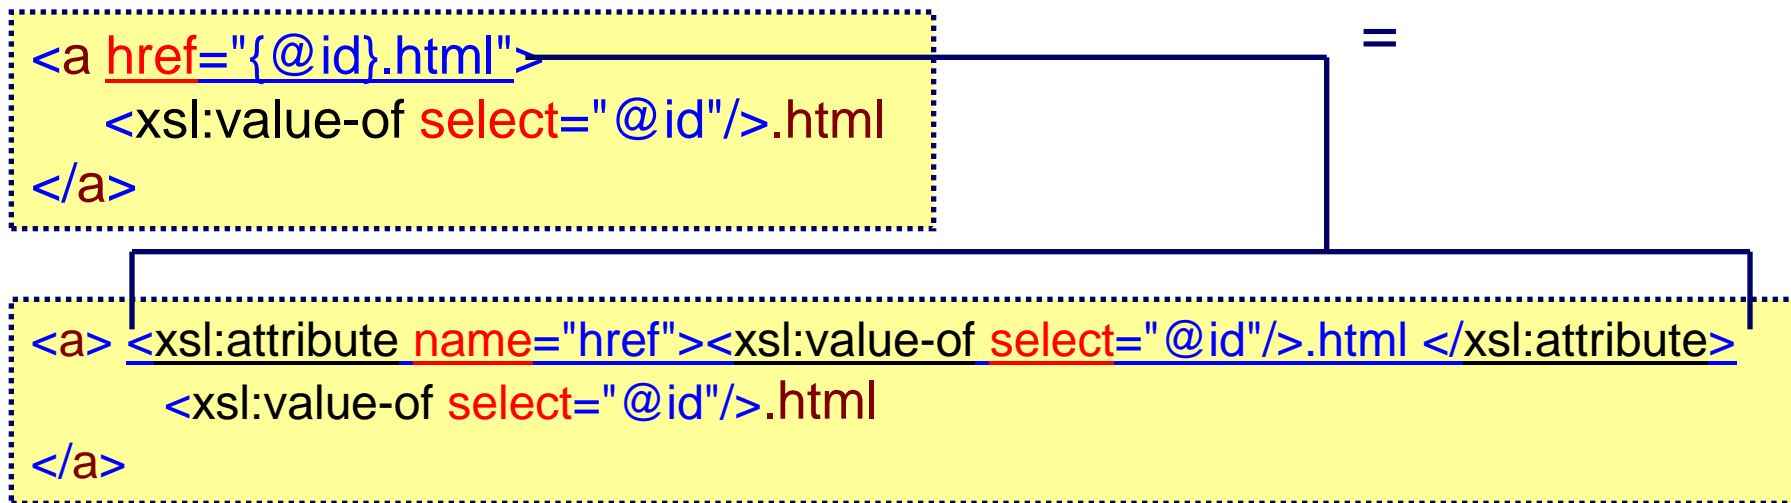 =
<a href="{@id}.html">
<xsl:value-of select="@id"/>.html
</a>
<a> <xsl:attribute name="href"><xsl:value-of select="@id"/>.html </xsl:attribute>
<xsl:value-of select="@id"/>.html
</a>